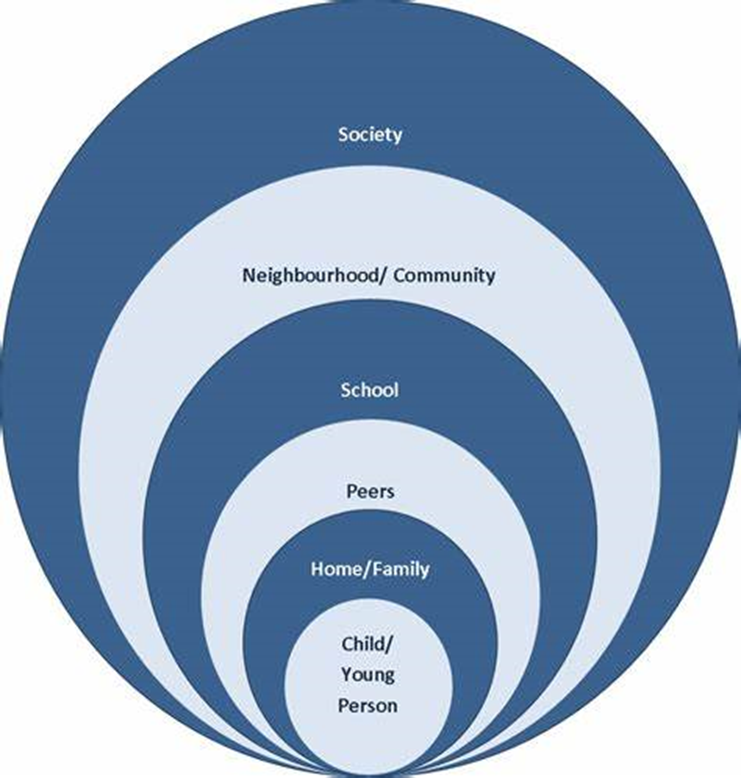 Society
Neighbourhood/ Community
School
Peers
Home/Family
Child/
Young
Person